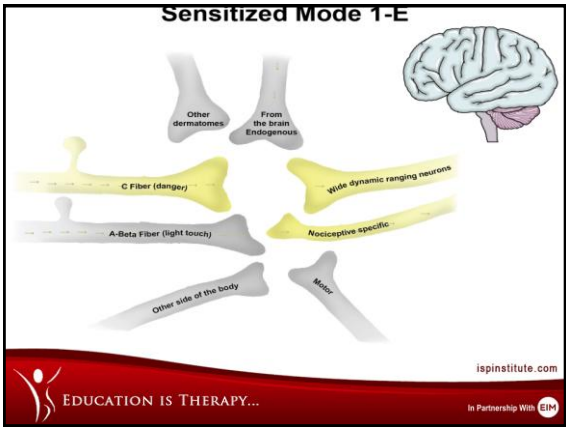 Sensitized Mode 1-E
Other
dermatomes
From
the brain
Endogenous
C Fiber (danger)
Wide dynamic ranging neurons
A-Beta Fiber (light touch)
Nociceptive specific
Other side of the body
Motor
ispinstitute.com
EDUCATION IS THERAPY...
In Partnership With EIM